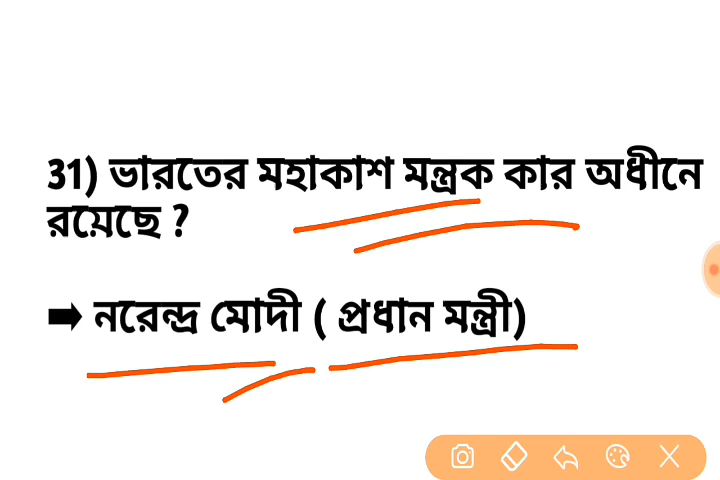 31) ভারতের মহাকাশ মন্ত্রক কার অধীনে
রয়েছে ?
➡ নরেন্দ্র মোদী ( প্রধান মন্ত্রী)